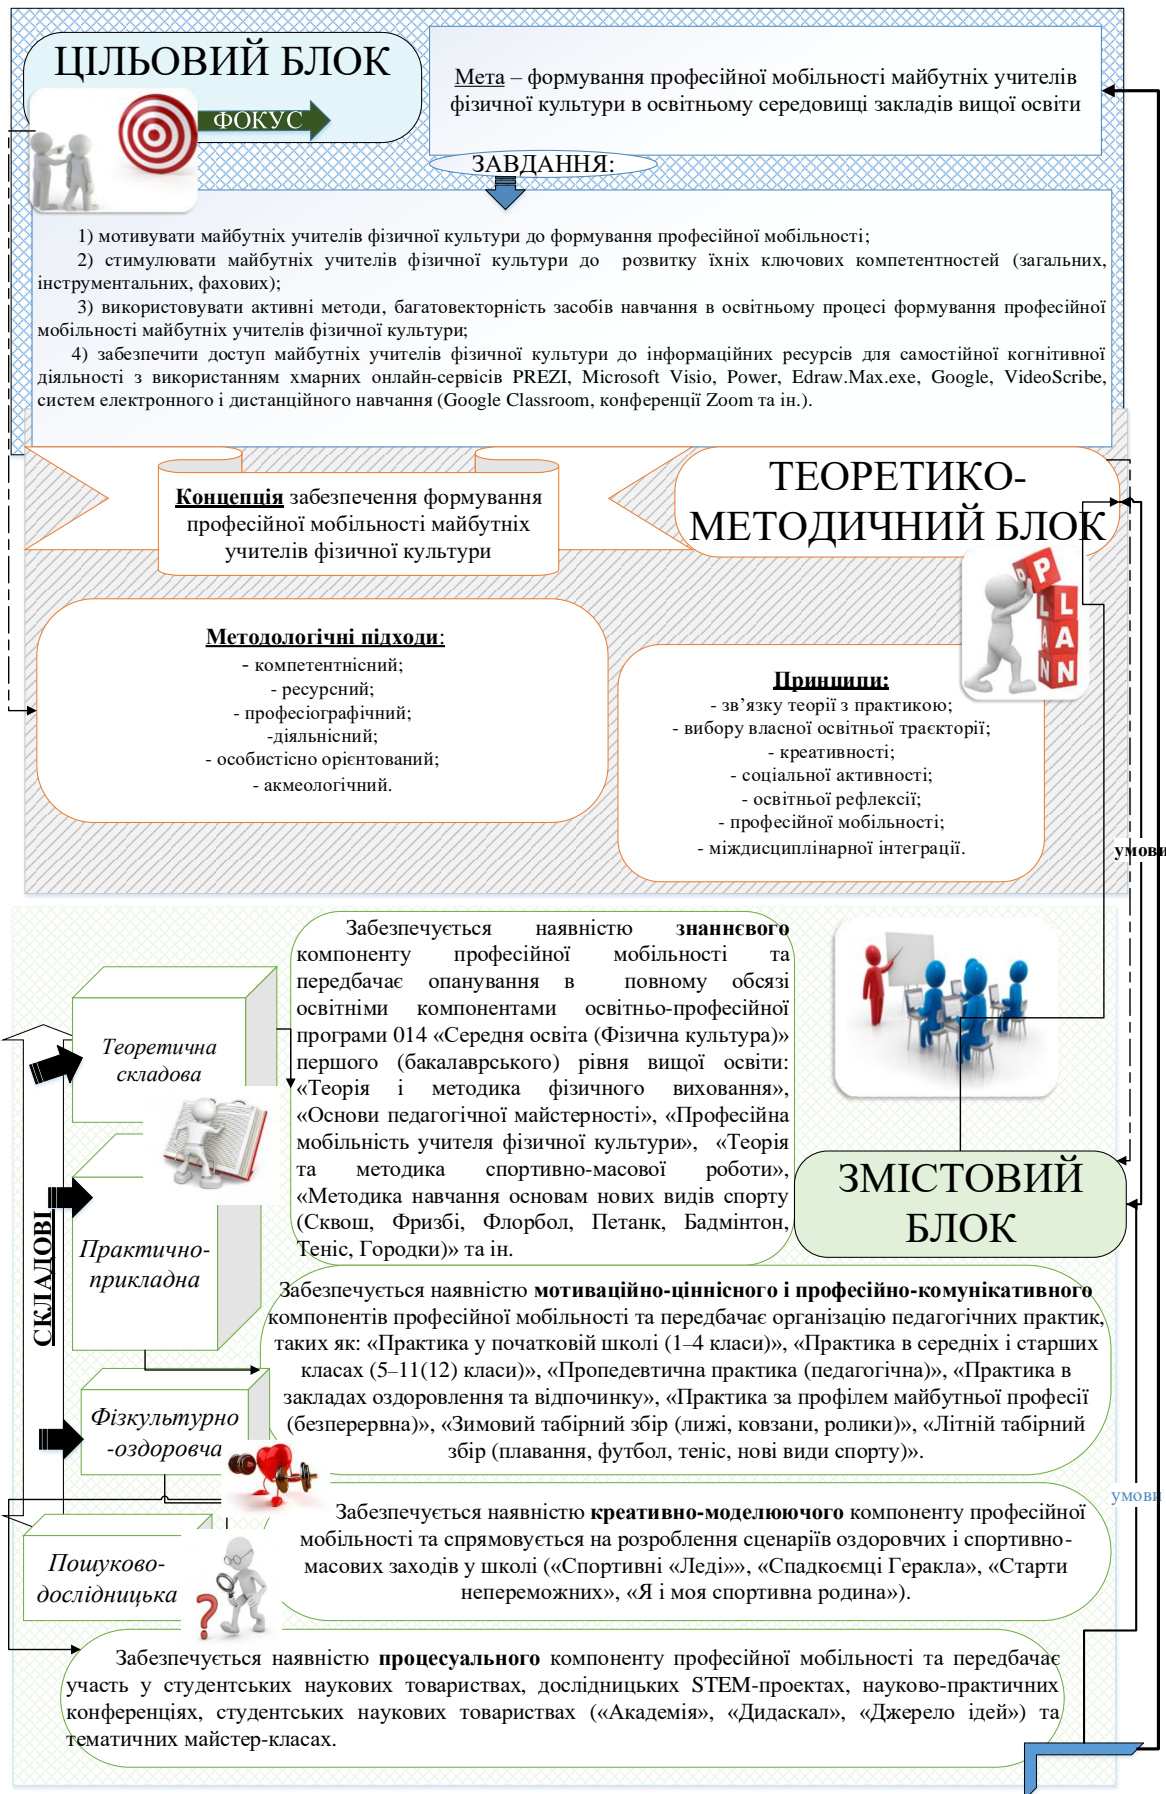 ЦІЛЬОВИЙ БЛОК
ФОКУС
Мета – формування професійної мобільності майбутніх учителів
фізичної культури в освітньому середовищі закладів вищої освіти
ЗАВДАННЯ:
1) мотивувати майбутніх учителів фізичної культури до формування професійної мобільності;
2) стимулювати майбутніх учителів фізичної культури до розвитку їхніх ключових компетентностей (загальних,
інструментальних, фахових);
3) використовувати активні методи, багатовекторність засобів навчання в освітньому процесі формування професійної
мобільності майбутніх учителів фізичної культури;
4) забезпечити доступ майбутніх учителів фізичної культури до інформаційних ресурсів для самостійної когнітивної
діяльності з використанням хмарних онлайн-сервісів PREZI, Microsoft Visio, Power, Edraw.Max.exe, Google, VideoScribe,
систем електронного і дистанційного навчання (Google Classroom, конференції Zoom та ін.).
Концепція забезпечення формування
професійної мобільності майбутніх
учителів фізичної культури
ТЕОРЕТИКО-
МЕТОДИЧНИЙ БЛОК
PLAN
PLAN
Методологічні підходи:
- компетентнісний;
- ресурсний;
- професіографічний;
-діяльнісний;
- особистісно орієнтований;
- акмеологічний.
Принципи:
- зв’язку теорії з практикою;
- вибору власної освітньої траєкторії;
- креативності;
- соціальної активності;
- освітньої рефлексії;
- професійної мобільності;
- міждисциплінарної інтеграції.
умови
СКЛАДОВІ
Теоретична
складова
Забезпечується наявністю знаннєвого
компоненту професійної мобільності та
передбачає опанування в повному обсязі
освітніми компонентами освітньо-професійної
програми 014 «Середня освіта (Фізична культура)»
першого (бакалаврського) рівня вищої освіти:
«Теорія і методика фізичного виховання»,
«Основи педагогічної майстерності», «Професійна
мобільність учителя фізичної культури», «Теорія
та методика спортивно-масової роботи»,
«Методика навчання основам нових видів спорту
(Сквош, Фризбі, Флорбол, Петанк, Бадмінтон,
Теніс, Городки)» та ін.
ЗМІСТОВИЙ
БЛОК
Практично-
прикладна
Забезпечується наявністю мотиваційно-ціннісного і професійно-комунікативного
компонентів професійної мобільності та передбачає організацію педагогічних практик,
таких як: «Практика у початковій школі (1–4 класи)», «Практика в середніх і старших
класах (5–11(12) класи)», «Пропедевтична практика (педагогічна)», «Практика в
закладах оздоровлення та відпочинку», «Практика за профілем майбутньої професії
(безперервна)», «Зимовий табірний збір (лижі, ковзани, ролики)», «Літній табірний
збір (плавання, футбол, теніс, нові види спорту)».
Фізкультурно
-оздоровча
Забезпечується наявністю креативно-моделюючого компоненту професійної
мобільності та спрямовується на розроблення сценаріїв оздоровчих і спортивно-
масових заходів у школі («Спортивні «Леді»», «Спадкоємці Геракла», «Старти
непереможних», «Я і моя спортивна родина»).
умови
Пошуково-
дослідницька
Забезпечується наявністю процесуального компоненту професійної мобільності та передбачає
участь у студентських наукових товариствах, дослідницьких STEM-проектах, науково-практичних
конференціях, студентських наукових товариствах («Академія», «Дидаскал», «Джерело ідей») та
тематичних майстер-класах.